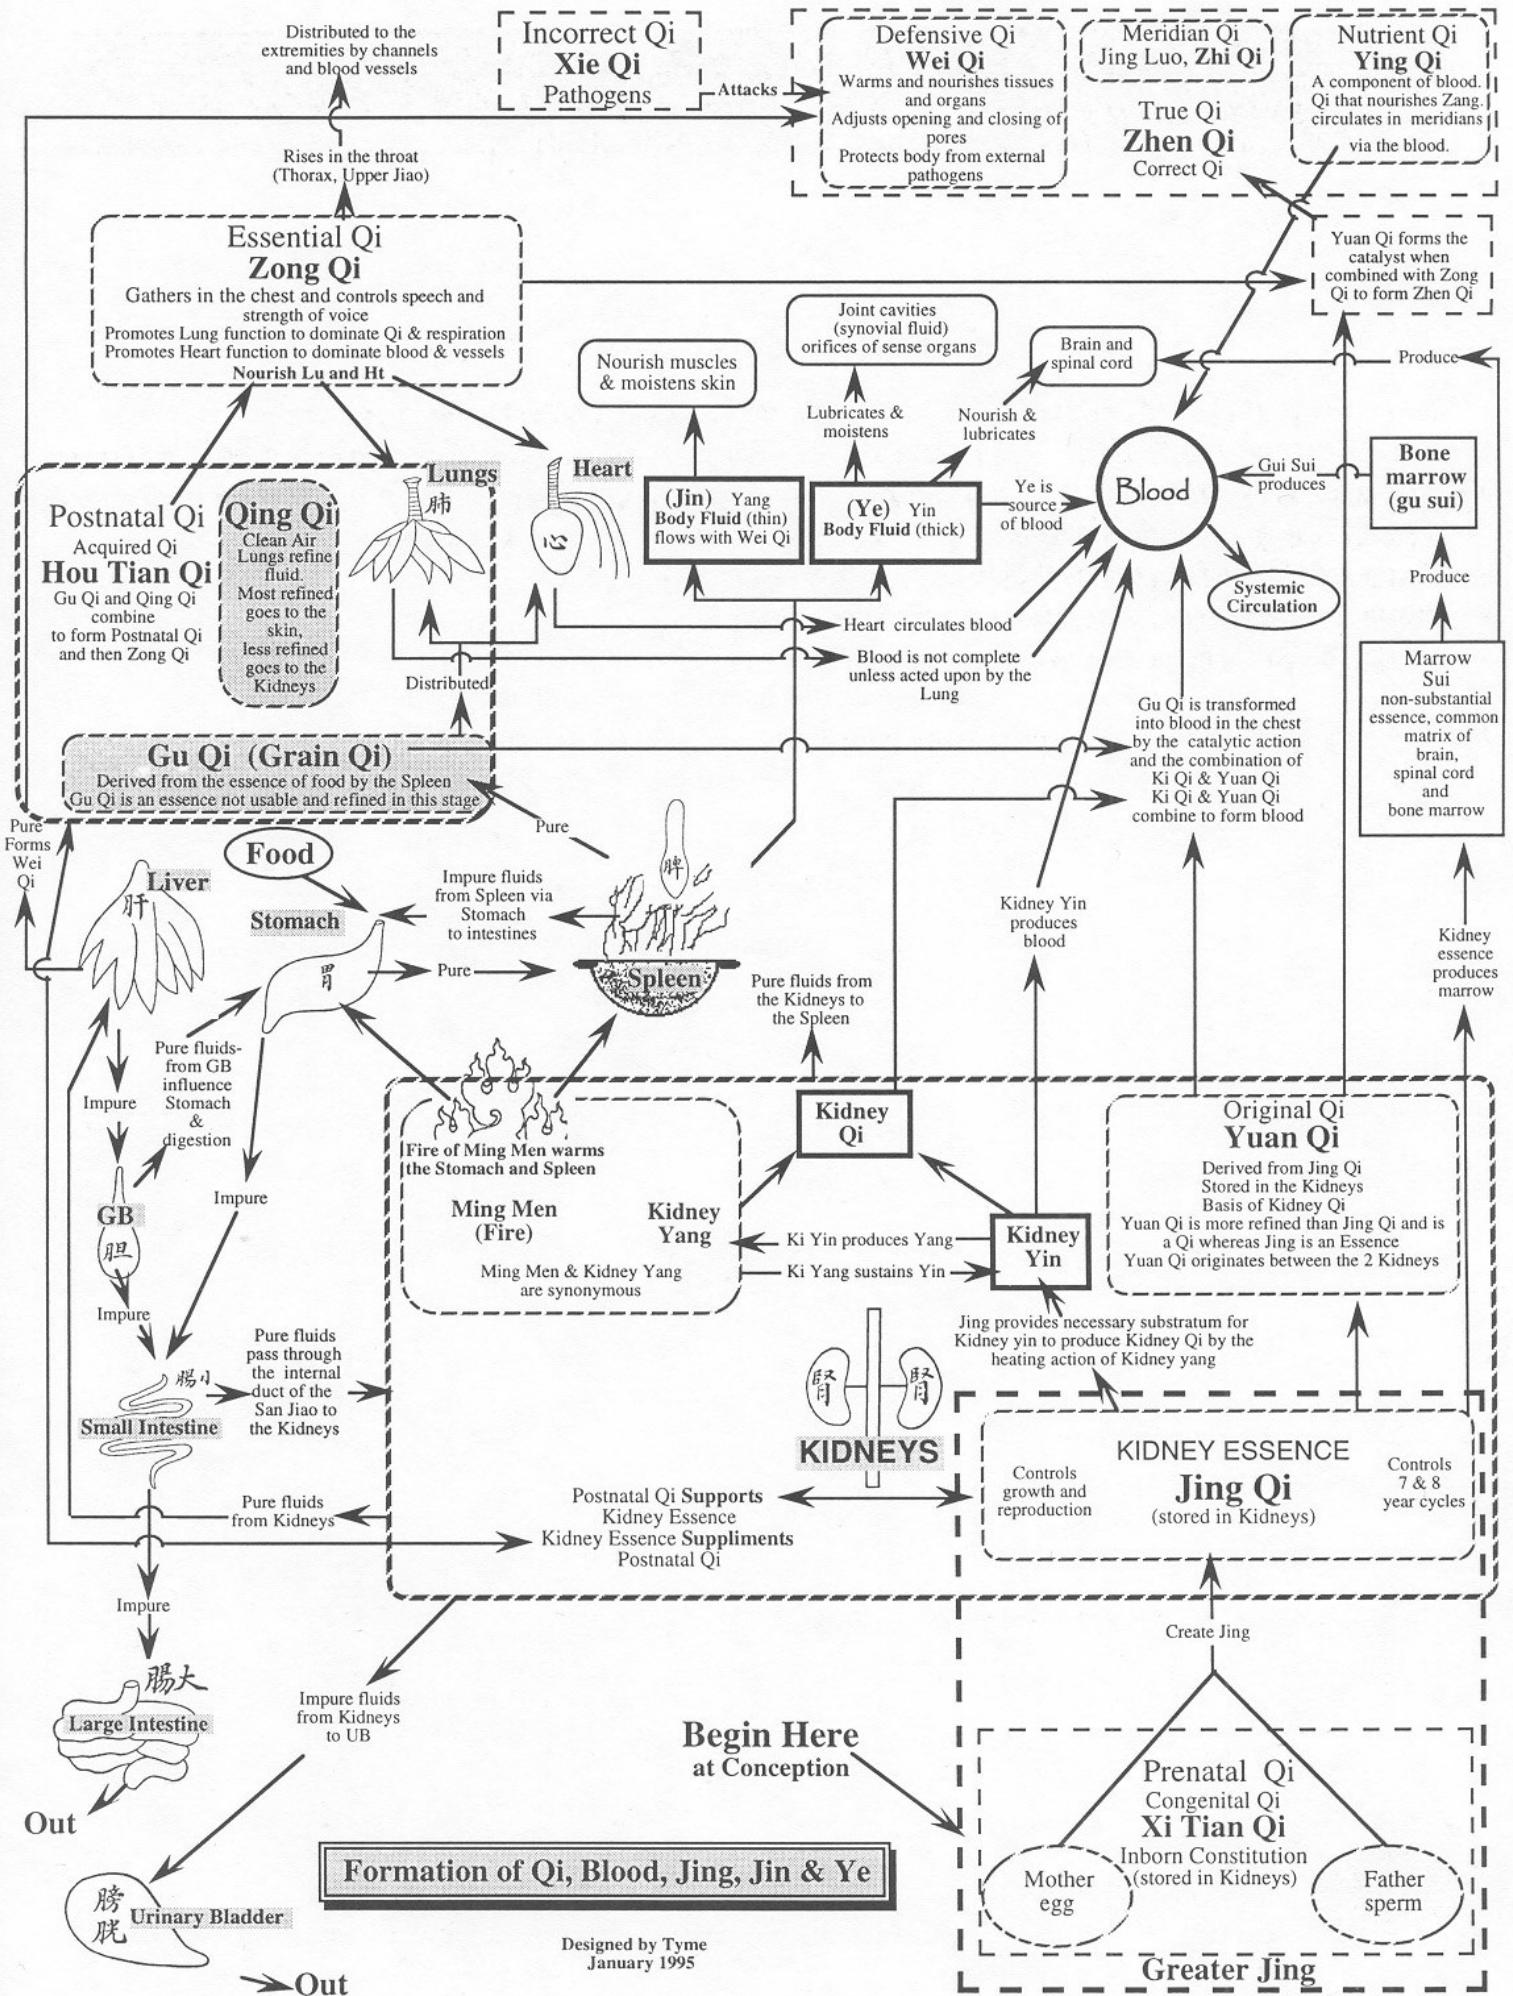 Distributed to the
extremities by channels
and blood vessels
Rises in the throat
(Thorax, Upper Jiao)
Incorrect Qi
Xie Qi
Pathogens
Attacks
Defensive Qi
Wei Qi
Warms and nourishes tissues
and organs
Adjusts opening and closing of
pores
Protects body from external
pathogens
Meridian Qi
Jing Luo, Zhi Qi
True Qi
Zhen Qi
Correct Qi
Nutrient Qi
Ying Qi
A component of blood.
Qi that nourishes Zang.
circulates in meridians
via the blood.
Yuan Qi forms the
catalyst when
combined with Zong
Qi to form Zhen Qi
Essential Qi
Zong Qi
Gathers in the chest and controls speech and
strength of voice
Promotes Lung function to dominate Qi & respiration
Promotes Heart function to dominate blood & vessels
Nourish Lu and Ht
Nourish muscles
& moistens skin
Joint cavities
(synovial fluid)
orifices of sense organs
Brain and
spinal cord
Produce
Lubricates &
moistens
Nourish &
lubricates
Postnatal Qi
Acquired Qi
Hou Tian Qi
Gu Qi and Qing Qi
combine
to form Postnatal Qi
and then Zong Qi
Qing Qi
Clean Air
Lungs refine
fluid.
Most refined
goes to the
skin,
less refined
goes to the
Kidneys
Lungs
肺
Heart
心
(Jin) Yang
Body Fluid (thin)
flows with Wei Qi
(Ye) Yin
Body Fluid (thick)
Ye is
source
of blood
Blood
Gui Sui
produces
Bone
marrow
(gu sui)
Systemic
Circulation
Produce
Heart circulates blood
Blood is not complete
unless acted upon by the
Lung
Distributed
Marrow
Sui
non-substantial
essence, common
matrix of
brain,
spinal cord
and
bone marrow
Gu Qi is transformed
into blood in the chest
by the catalytic action
and the combination of
Ki Qi & Yuan Qi
Ki Qi & Yuan Qi
combine to form blood
Gu Qi (Grain Qi)
Derived from the essence of food by the Spleen
Gu Qi is an essence not usable and refined in this stage
Pure
Forms
Wei
Qi
Pure
Food
Liver
肝
Stomach
胃
Impure fluids
from Spleen via
Stomach
to intestines
Pure
脾
Spleen
Pure fluids from
the Kidneys to
the Spleen
Kidney Yin
produces
blood
Kidney
essence
produces
marrow
Impure
Pure fluids-
from GB
influence
Stomach
&
digestion
Impure
GB
胆
Impure
Fire of Ming Men warms
the Stomach and Spleen
Ming Men
(Fire)
Kidney
Yang
Ming Men & Kidney Yang
are synonymous
Kidney
Qi
Ki Yin produces Yang
Ki Yang sustains Yin
Kidney
Yin
Original Qi
Yuan Qi
Derived from Jing Qi
Stored in the Kidneys
Basis of Kidney Qi
Yuan Qi is more refined than Jing Qi and is
a Qi whereas Jing is an Essence
Yuan Qi originates between the 2 Kidneys
Jing provides necessary substratum for
Kidney yin to produce Kidney Qi by the
heating action of Kidney yang
腸小
Small Intestine
Pure fluids
pass through
the internal
duct of the
San Jiao to
the Kidneys
腎 腎
KIDNEYS
KIDNEY ESSENCE
Jing Qi
(stored in Kidneys)
Controls
growth and
reproduction
Controls
7 & 8
year cycles
Pure fluids
from Kidneys
Postnatal Qi Supports
Kidney Essence
Kidney Essence Suppliments
Postnatal Qi
Impure
腸大
Large Intestine
Out
Impure fluids
from Kidneys
to UB
Create Jing
Begin Here
at Conception
Prenatal Qi
Congenital Qi
Xi Tian Qi
Inborn Constitution
(stored in Kidneys)
Mother
egg
Father
sperm
Greater Jing
Formation of Qi, Blood, Jing, Jin & Ye
膀
胱
Urinary Bladder
Out
Designed by Tyme
January 1995